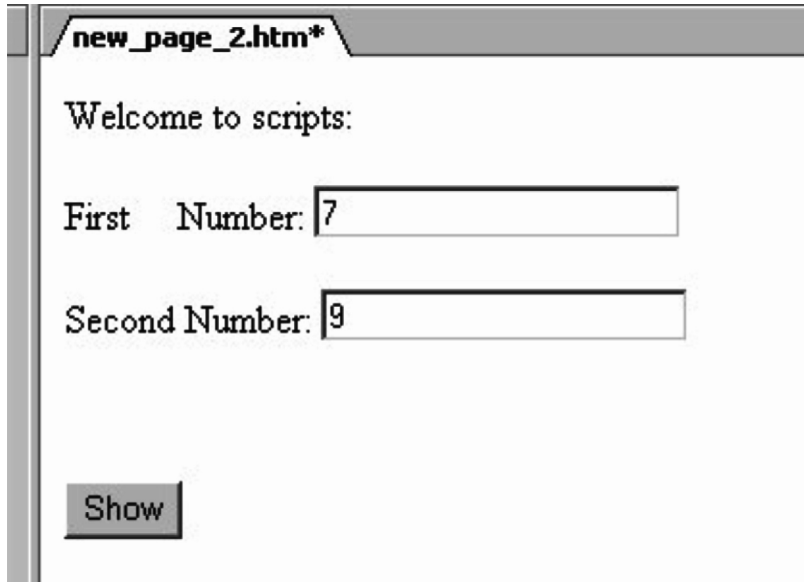 new_page_2.htm*
Welcome to scripts:
First Number: 7
Second Number: 9
Show